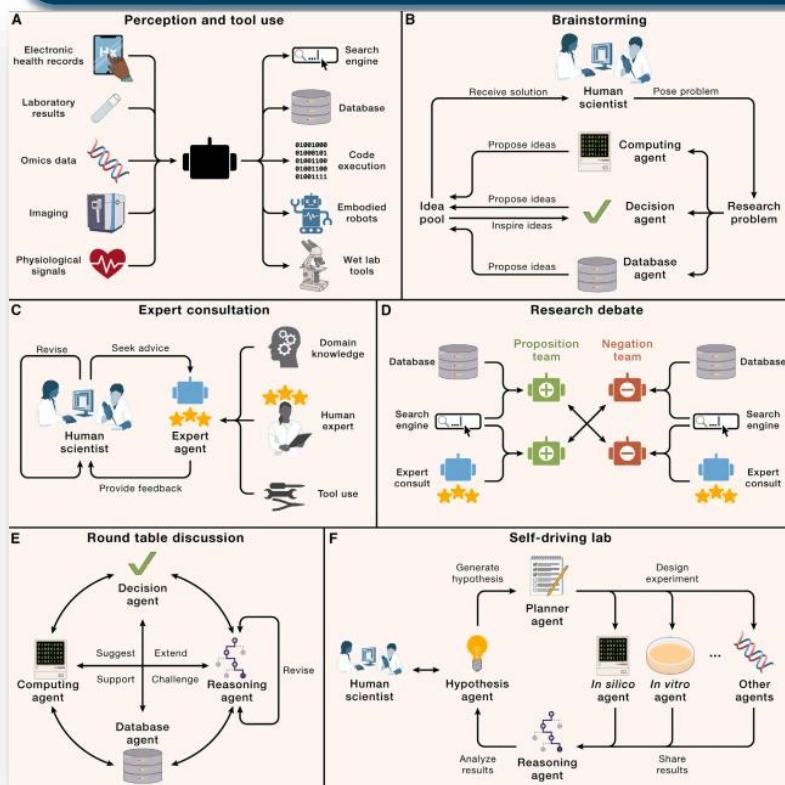 A
Perception and tool use
Electronic
health records
Hx
Laboratory
results
Omics data
Imaging
Physiological
signals
Search
engine
Database
01001000
01000101
01001100
01001100
01001111
Code
execution
Embodied
robots
Wet lab
tools
B
Brainstorming
Human
scientist
Receive solution
Pose problem
Computing
agent
Propose ideas
Propose ideas
Decision
agent
Inspire ideas
Idea
pool
Research
problem
Database
agent
Propose ideas
C
Expert consultation
Revise
Seek advice
Human
scientist
Expert
agent
Provide feedback
Domain
knowledge
Human
expert
Tool use
D
Research debate
Proposition
team
Negation
team
Database
Search
engine
Expert
consult
Database
Search
engine
Expert
consult
E
Round table discussion
Decision
agent
Suggest
Extend
Computing
agent
Reasoning
agent
Revise
Support
Challenge
Database
agent
F
Self-driving lab
Generate
hypothesis
Planner
agent
Design
experiment
Human
scientist
Hypothesis
agent
In silico
agent
In vitro
agent
...
Other
agents
Analyze
results
Reasoning
agent
Share
results